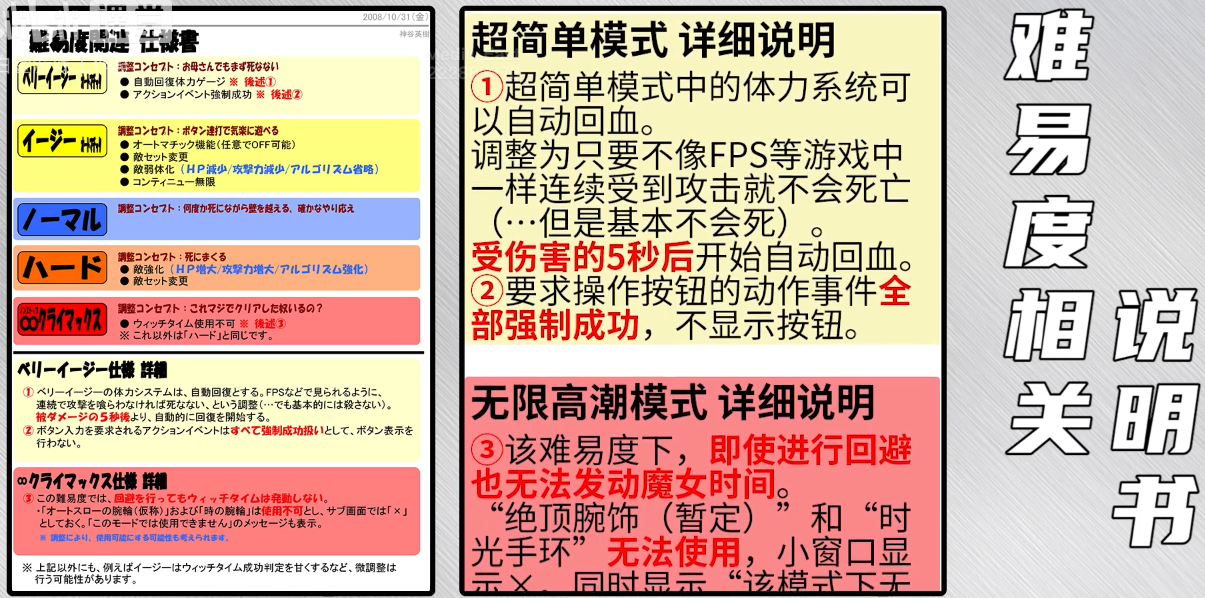 2008/10/31(金)
神谷英樹
難易度関連 仕様書
ベリーイージー
調整コンセプト：お母さんでもまず死なない
● 自動回復体力ゲージ ※ 後述①
● アクションイベント強制成功 ※ 後述②
イージー
調整コンセプト：ボタン連打で気楽に遊べる
● オートマチック機能(任意でOFF可能)
● 敵セット変更
● 敵弱体化（ＨＰ減少/攻撃力減少/アルゴリズム省略）
● コンティニュー無限
ノーマル
調整コンセプト：何度か死にながら壁を越える、確かなやり応え
ハード
調整コンセプト：死にまくる
● 敵強化（ＨＰ増大/攻撃力増大/アルゴリズム強化）
● 敵セット変更
∞クライマックス
調整コンセプト：これマジでクリアした奴いるの？
● ウィッチタイム使用不可 ※ 後述③
※ これ以外は「ハード」と同じです。
ベリーイージー仕様 詳細
① ベリーイージーの体力システムは、自動回復とする。FPSなどで見られるように、
連続で攻撃を喰らわなければ死なない、という調整（…でも基本的には殺さない）。
被ダメージの５秒後より、自動的に回復を開始する。
② ボタン入力を要求されるアクションイベントはすべて強制成功扱いとして、ボタン表示を
行わない。
∞クライマックス仕様 詳細
③ この難易度では、回避を行ってもウィッチタイムは発動しない。
・「オートスローの腕輪（仮称）」および「時の腕輪」は使用不可とし、サブ画面では「×」
としておく。「このモードでは使用できません」のメッセージも表示。
※ 調整により、使用可能にする可能性も考えられます。
※ 上記以外にも、例えばイージーはウィッチタイム成功判定を甘くするなど、微調整は
行う可能性があります。
超简单模式 详细说明
①超简单模式中的体力系统可
以自动回血。
调整为只要不像FPS等游戏中
一样连续受到攻击就不会死亡
（…但是基本不会死）。
受伤害的5秒后开始自动回血。
②要求操作按钮的动作事件全
部强制成功，不显示按钮。
无限高潮模式 详细说明
③该难易度下，即使进行回避
也无法发动魔女时间。
“绝顶腕饰（暂定）”和“时
光手环”无法使用，小窗口显
示×。同时显示“该模式下无
难易度相关
说明书